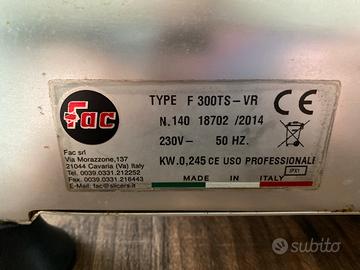 Fac
TYPE F 300TS-VR CE
N.140 18702 /2014
230V- 50 HZ.
KW.0,245 CE USO PROFESSIONALE
IPX1
MADE IN ITALY
Fac srl
Via Morazzone,137
21044 Cavaria (Va) Italy
Tel.0039.0331.212252
Fax.0039.0331.216443
E-Mail: fac@slicers.it
subito